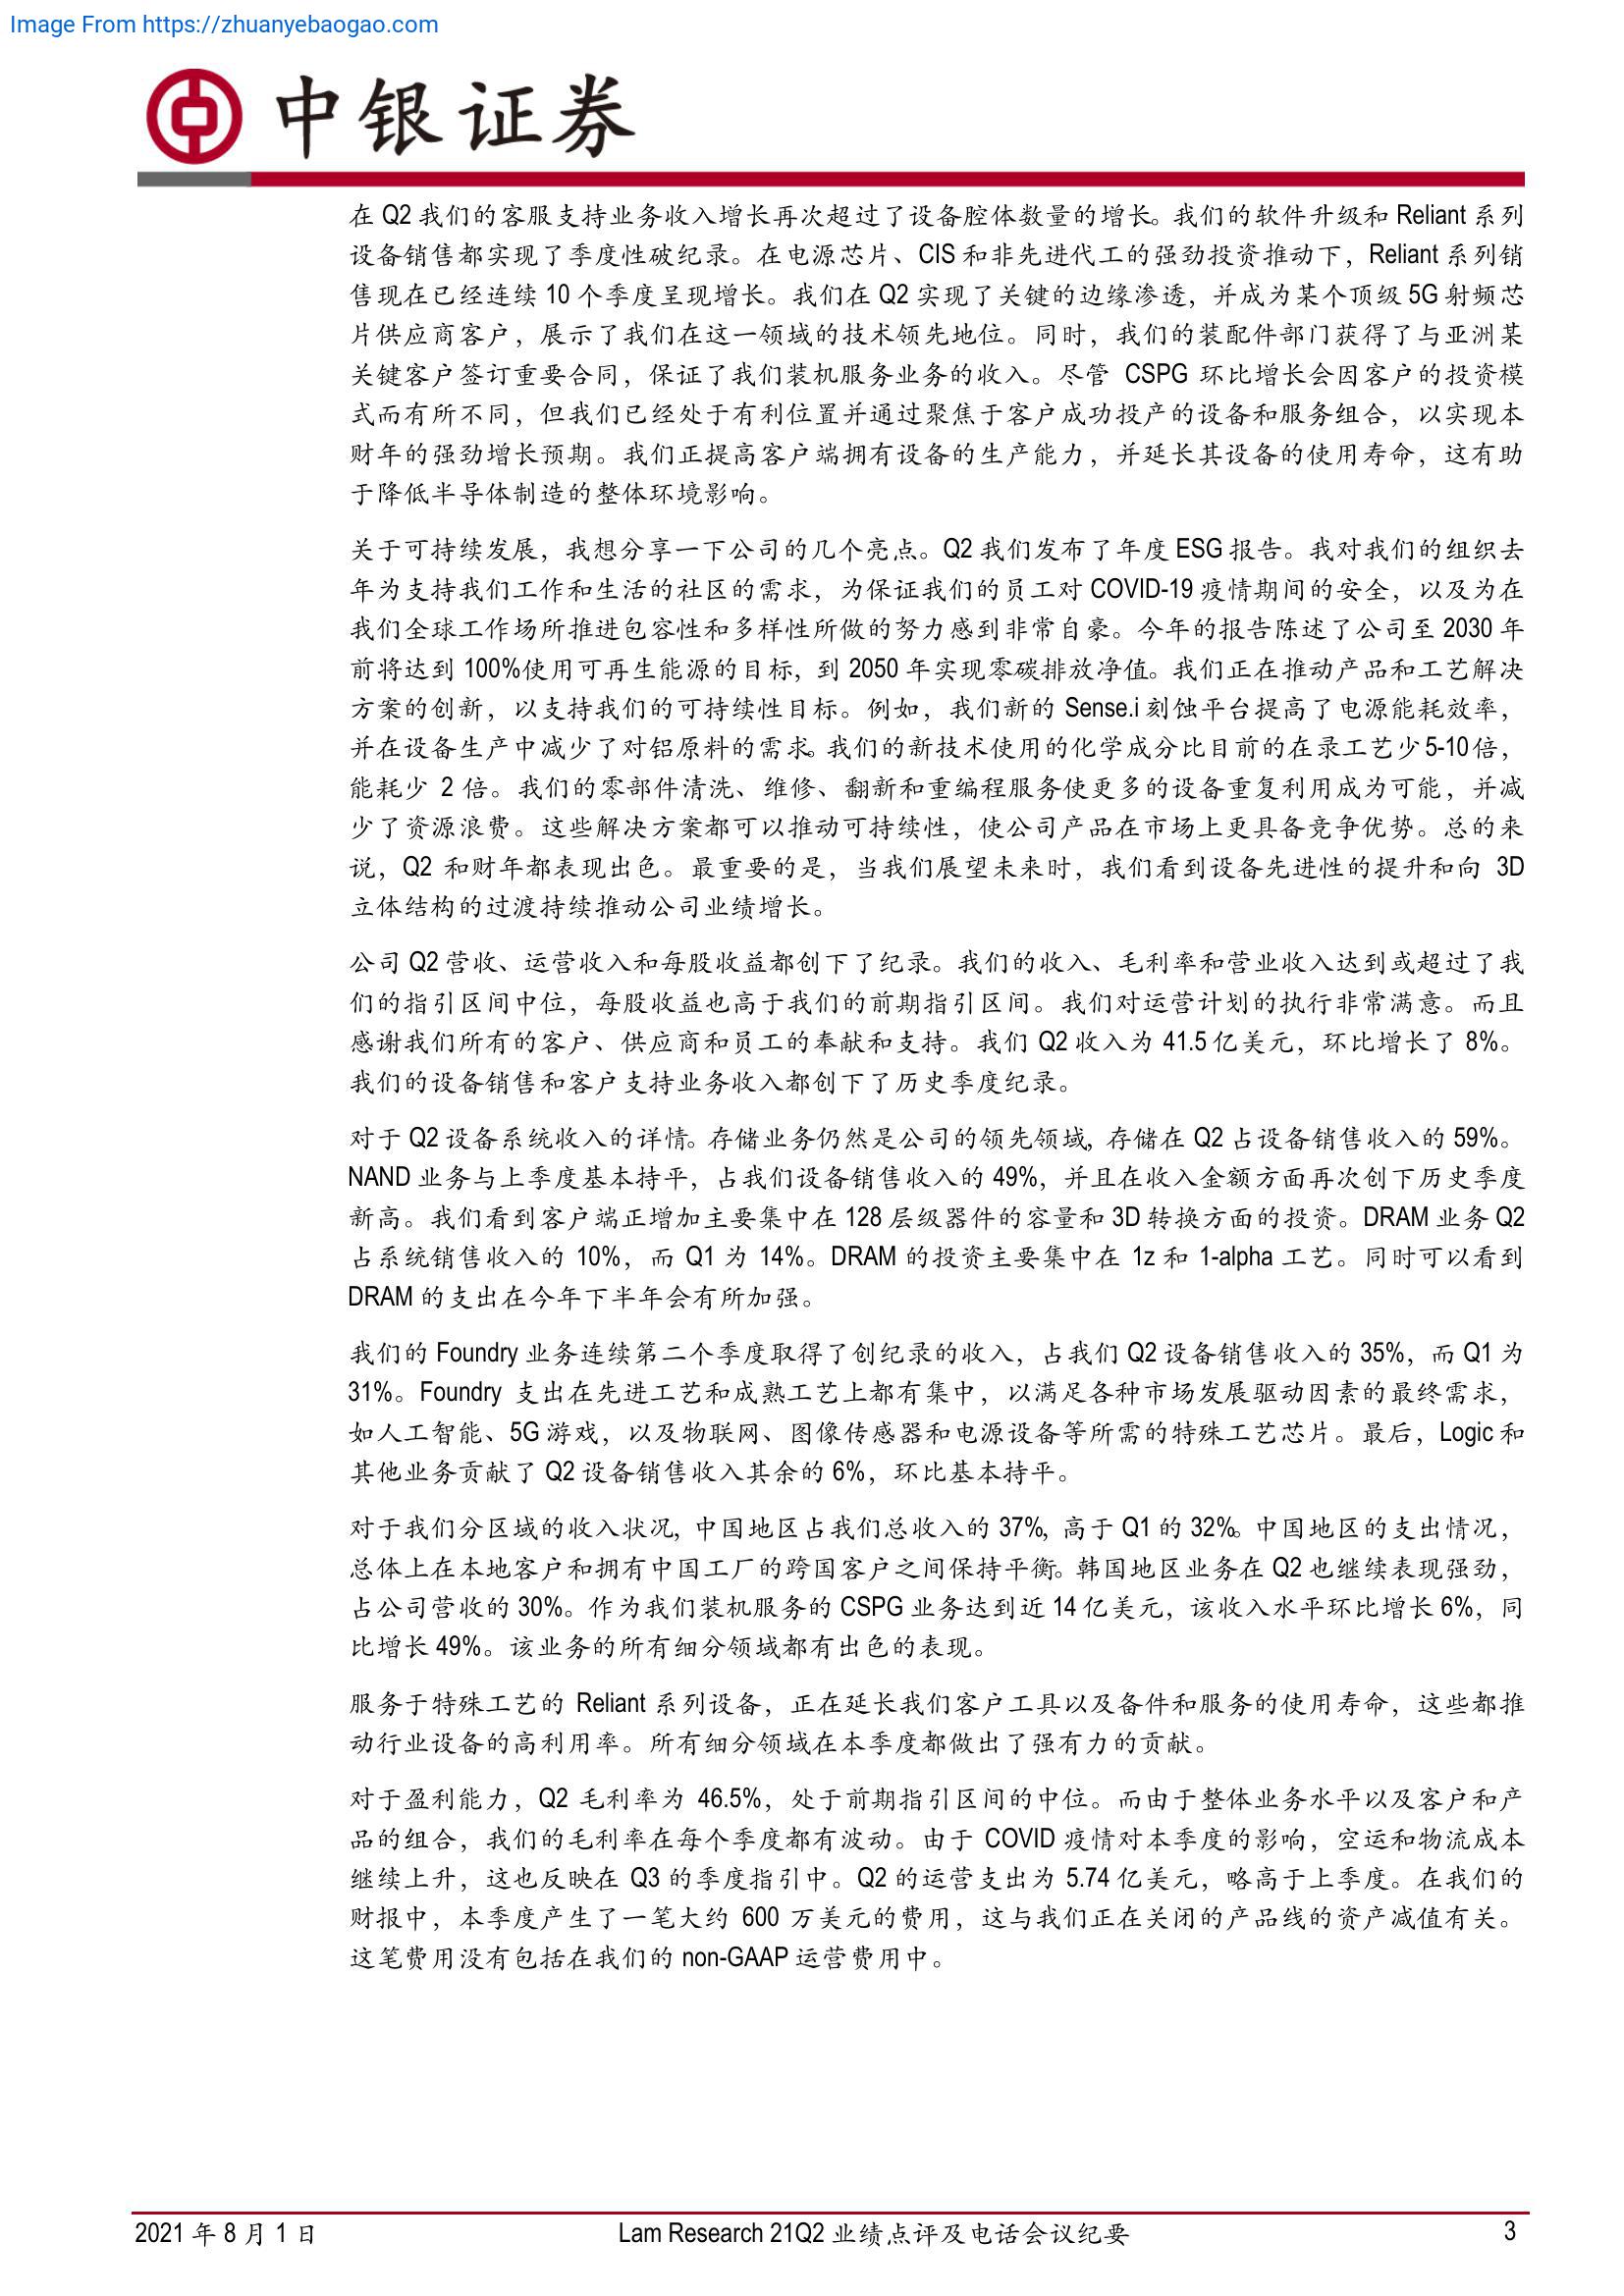 Image From https://zhuanyebaogao.com
中银证券
在 Q2 我们的客服支持业务收入增长再次超过了设备腔体数量的增长。我们的软件升级和 Reliant 系列
设备销售都实现了季度性破纪录。在电源芯片、CIS 和非先进代工的强劲投资推动下，Reliant 系列销
售现在已经连续 10 个季度呈现增长。我们在 Q2 实现了关键的边缘渗透，并成为某个顶级 5G 射频芯
片供应商客户，展示了我们在这一领域的技术领先地位。同时，我们的装配件部门获得了与亚洲某
关键客户签订重要合同，保证了我们装机服务业务的收入。尽管 CSPG 环比增长会因客户的投资模
式而有所不同，但我们已经处于有利位置并通过聚焦于客户成功投产的设备和服务组合，以实现本
财年的强劲增长预期。我们正提高客户端拥有设备的生产能力，并延长其设备的使用寿命，这有助
于降低半导体制造的整体环境影响。
关于可持续发展，我想分享一下公司的几个亮点。Q2 我们发布了年度 ESG 报告。我对我们的组织去
年为支持我们工作和生活的社区的需求，为保证我们的员工对 COVID-19 疫情期间的安全，以及为在
我们全球工作场所推进包容性和多样性所做的努力感到非常自豪。今年的报告陈述了公司至 2030 年
前将达到 100%使用可再生能源的目标，到 2050 年实现零碳排放净值。我们正在推动产品和工艺解决
方案的创新，以支持我们的可持续性目标。例如，我们新的 Sense.i 刻蚀平台提高了电源能耗效率，
并在设备生产中减少了对铝原料的需求。我们的新技术使用的化学成分比目前的在录工艺少 5-10 倍，
能耗少 2 倍。我们的零部件清洗、维修、翻新和重编程服务使更多的设备重复利用成为可能，并减
少了资源浪费。这些解决方案都可以推动可持续性，使公司产品在市场上更具备竞争优势。总的来
说，Q2 和财年都表现出色。最重要的是，当我们展望未来时，我们看到设备先进性的提升和向 3D
立体结构的过渡持续推动公司业绩增长。
公司 Q2 营收、运营收入和每股收益都创下了纪录。我们的收入、毛利率和营业收入达到或超过了我
们的指引区间中位，每股收益也高于我们的前期指引区间。我们对运营计划的执行非常满意。而且
感谢我们所有的客户、供应商和员工的奉献和支持。我们 Q2 收入为 41.5 亿美元，环比增长了 8%。
我们的设备销售和客户支持业务收入都创下了历史季度纪录。
对于 Q2 设备系统收入的详情。存储业务仍然是公司的领先领域，存储在 Q2 占设备销售收入的 59%。
NAND 业务与上季度基本持平，占我们设备销售收入的 49%，并且在收入金额方面再次创下历史季度
新高。我们看到客户端正增加主要集中在 128 层级器件的容量和 3D 转换方面的投资。DRAM 业务 Q2
占系统销售收入的 10%，而 Q1 为 14%。DRAM 的投资主要集中在 1z 和 1-alpha 工艺。同时可以看到
DRAM 的支出在今年下半年会有所加强。
我们的 Foundry 业务连续第二个季度取得了创纪录的收入，占我们 Q2 设备销售收入的 35%，而 Q1 为
31%。Foundry 支出在先进工艺和成熟工艺上都有集中，以满足各种市场发展驱动因素的最终需求，
如人工智能、5G 游戏，以及物联网、图像传感器和电源设备等所需的特殊工艺芯片。最后，Logic 和
其他业务贡献了 Q2 设备销售收入其余的 6%，环比基本持平。
对于我们分区域的收入状况，中国地区占我们总收入的 37%，高于 Q1 的 32%。中国地区的支出情况，
总体上在本地客户和拥有中国工厂的跨国客户之间保持平衡。韩国地区业务在 Q2 也继续表现强劲，
占公司营收的 30%。作为我们装机服务的 CSPG 业务达到近 14 亿美元，该收入水平环比增长 6%，同
比增长 49%。该业务的所有细分领域都有出色的表现。
服务于特殊工艺的 Reliant 系列设备，正在延长我们客户工具以及备件和服务的使用寿命，这些都推
动行业设备的高利用率。所有细分领域在本季度都做出了强有力的贡献。
对于盈利能力，Q2 毛利率为 46.5%，处于前期指引区间的中位。而由于整体业务水平以及客户和产
品的组合，我们的毛利率在每个季度都有波动。由于 COVID 疫情对本季度的影响，空运和物流成本
继续上升，这也反映在 Q3 的季度指引中。Q2 的运营支出为 5.74 亿美元，略高于上季度。在我们的
财报中，本季度产生了一笔大约 600 万美元的费用，这与我们正在关闭的产品线的资产减值有关。
这笔费用没有包括在我们的 non-GAAP 运营费用中。
2021 年 8 月 1 日
Lam Research 21Q2 业绩点评及电话会议纪要
3